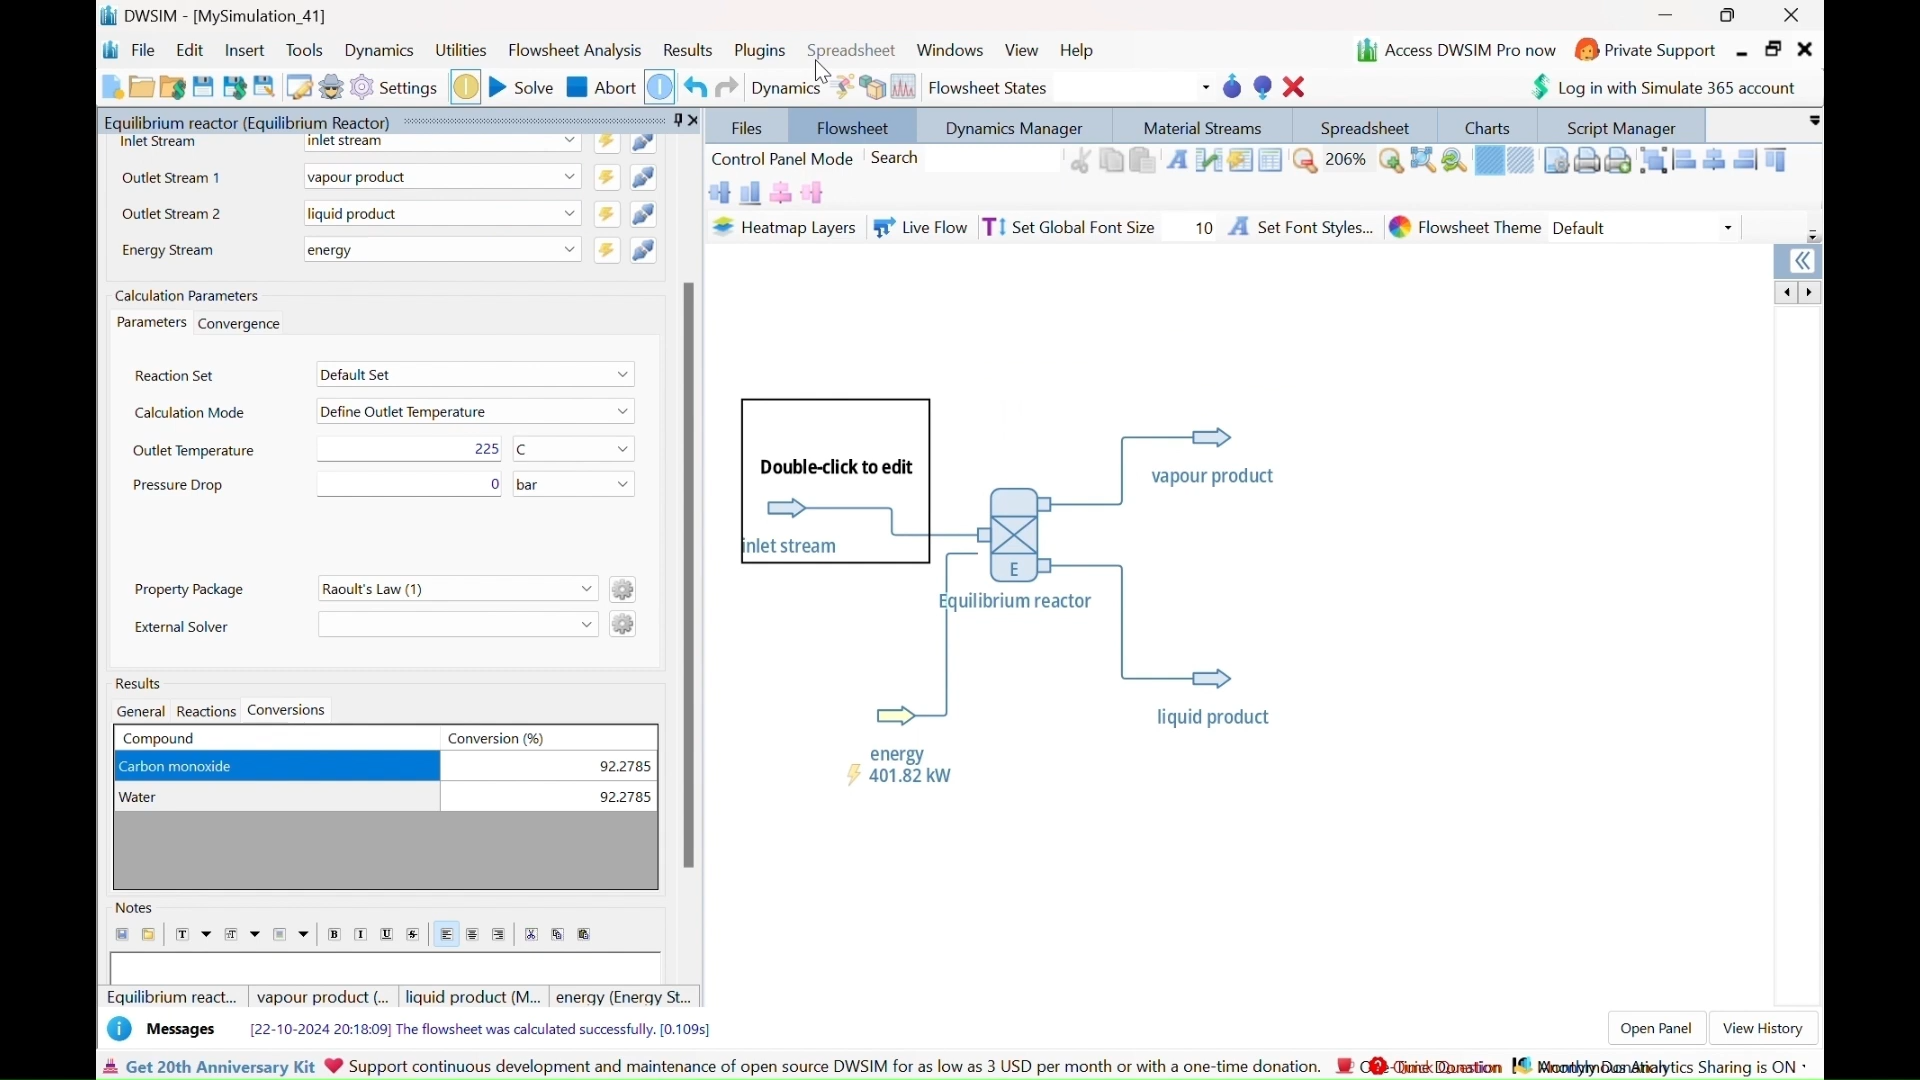 DWSIM - [MySimulation_41]
File Edit Insert Tools Dynamics Utilities Flowsheet Analysis Results Plugins Spreadsheet Windows View Help Access DWSIM Pro now Private Support
Settings Solve Abort Dynamics Flowsheet States Log in with Simulate 365 account
Equilibrium reactor (Equilibrium Reactor)
Inlet Stream inlet stream
Outlet Stream 1 vapour product
Outlet Stream 2 liquid product
Energy Stream energy
Calculation Parameters
Parameters Convergence
Reaction Set Default Set
Calculation Mode Define Outlet Temperature
Outlet Temperature 225 C
Pressure Drop 0 bar
Property Package Raoult's Law (1)
External Solver
Results
General Reactions Conversions
Compound Conversion (%)
Carbon monoxide 92.2785
Water 92.2785
Notes
Equilibrium react... vapour product (... liquid product (M... energy (Energy St...
Files Flowsheet Dynamics Manager Material Streams Spreadsheet Charts Script Manager
Control Panel Mode Search 206%
Heatmap Layers Live Flow Set Global Font Size 10 Set Font Styles... Flowsheet Theme Default
Double-click to edit
inlet stream
vapour product
E
Equilibrium reactor
liquid product
energy
401.82 kW
Messages [22-10-2024 20:18:09] The flowsheet was calculated successfully. [0.109s] Open Panel View History
Get 20th Anniversary Kit Support continuous development and maintenance of open source DWSIM for as low as 3 USD per month or with a one-time donation. Sharing is ON